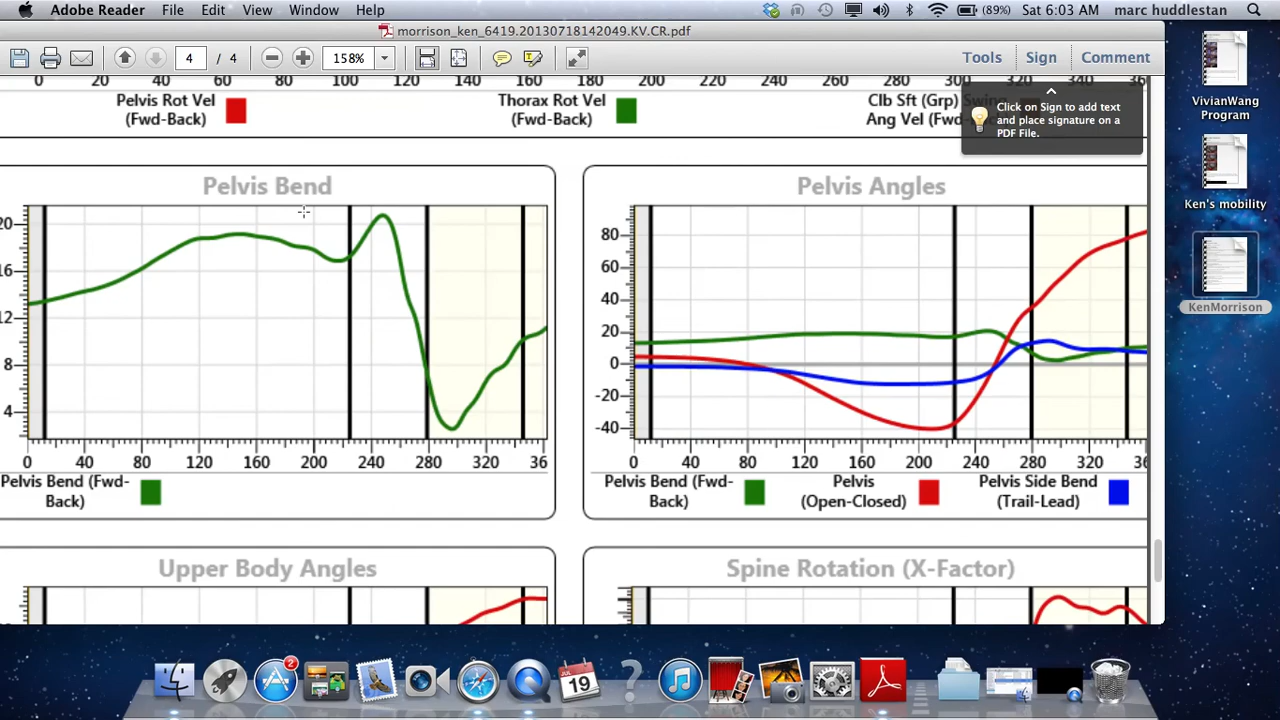 Adobe Reader File Edit View Window Help (89%) Sat 6:03 AM marc huddlestan
morrison_ken_6419.20130718142049.KV.CR.pdf
4 / 4 158% Tools Sign Comment
0 20 40 60 80 100 120 140 160 180 200 220 240 260 280 300 320
Pelvis Rot Vel
(Fwd-Back)
Thorax Rot Vel
(Fwd-Back)
Clb Sft (Grp) Swing
Ang Vel (Fwd-
Click on Sign to add text
and place signature on a
PDF File.
VivianWang
Program
Ken's mobility
KenMorrison
Pelvis Bend
20
16
12
8
4
0 40 80 120 160 200 240 280 320 36
Pelvis Bend (Fwd-
Back)
Pelvis Angles
80
60
40
20
0
-20
-40
0 40 80 120 160 200 240 280 320 36
Pelvis Bend (Fwd-
Back)
Pelvis
(Open-Closed)
Pelvis Side Bend
(Trail-Lead)
Upper Body Angles
Spine Rotation (X-Factor)
2
JUL
19
?